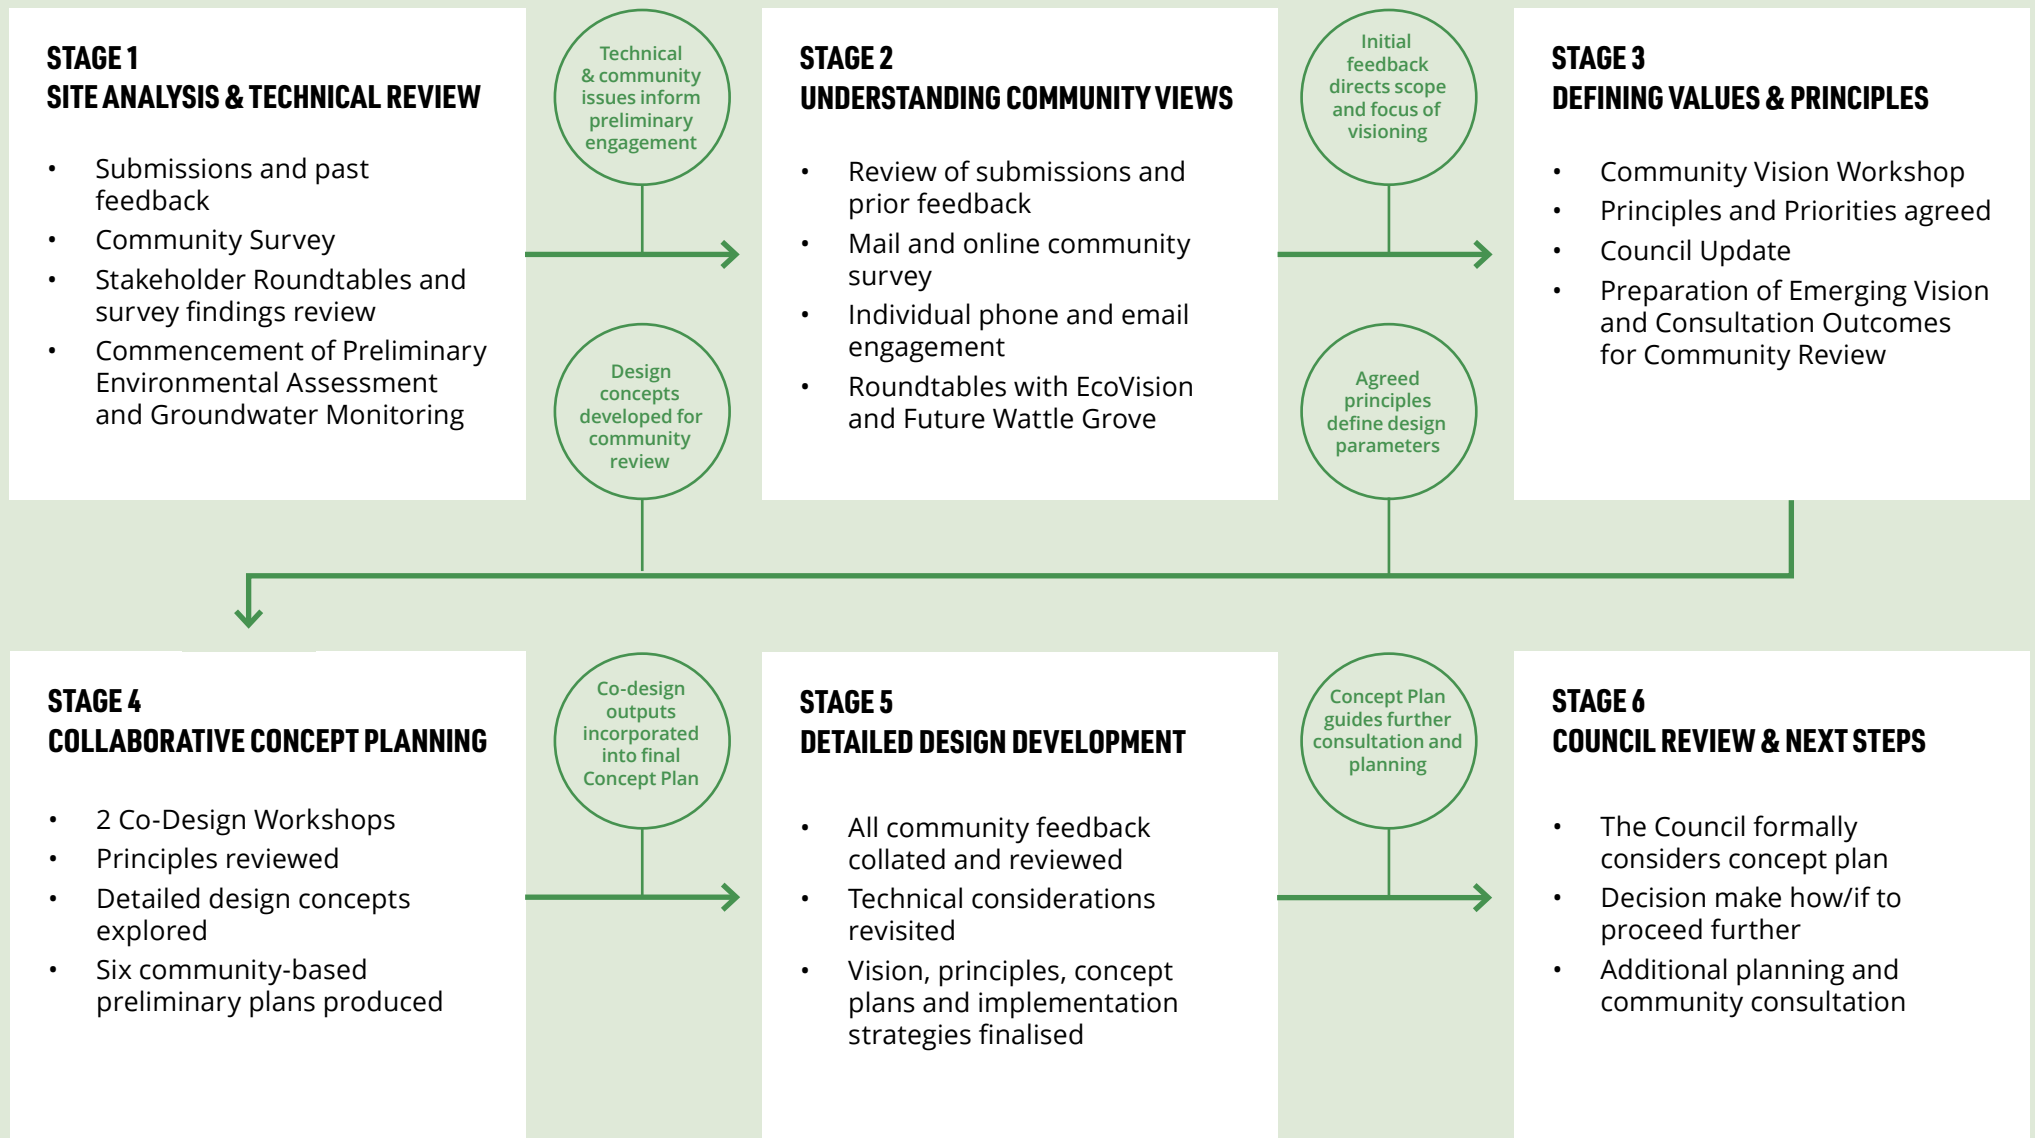 STAGE 1
SITE ANALYSIS & TECHNICAL REVIEW
• Submissions and past
feedback
• Community Survey
• Stakeholder Roundtables and
survey findings review
• Commencement of Preliminary
Environmental Assessment
and Groundwater Monitoring
Technical
& community
issues inform
preliminary
engagement
STAGE 2
UNDERSTANDING COMMUNITY VIEWS
• Review of submissions and
prior feedback
• Mail and online community
survey
• Individual phone and email
engagement
• Roundtables with EcoVision
and Future Wattle Grove
Initial
feedback
directs scope
and focus of
visioning
STAGE 3
DEFINING VALUES & PRINCIPLES
• Community Vision Workshop
• Principles and Priorities agreed
• Council Update
• Preparation of Emerging Vision
and Consultation Outcomes
for Community Review
Agreed
principles
define design
parameters
Design
concepts
developed for
community
review
STAGE 4
COLLABORATIVE CONCEPT PLANNING
• 2 Co-Design Workshops
• Principles reviewed
• Detailed design concepts
explored
• Six community-based
preliminary plans produced
Co-design
outputs
incorporated
into final
Concept Plan
STAGE 5
DETAILED DESIGN DEVELOPMENT
• All community feedback
collated and reviewed
• Technical considerations
revisited
• Vision, principles, concept
plans and implementation
strategies finalised
Concept Plan
guides further
consultation and
planning
STAGE 6
COUNCIL REVIEW & NEXT STEPS
• The Council formally
considers concept plan
• Decision make how/if to
proceed further
• Additional planning and
community consultation